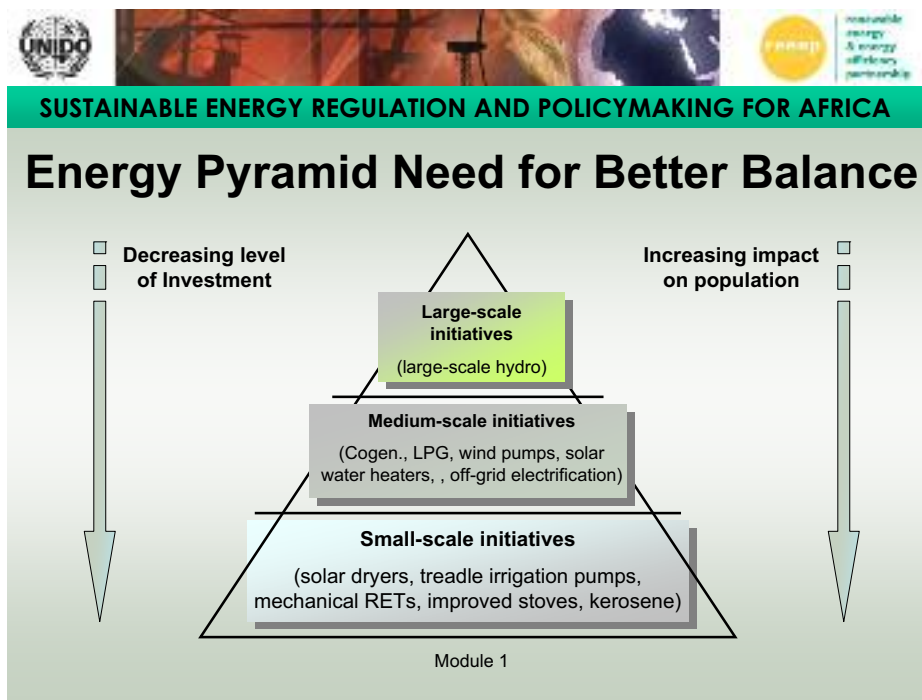 UNIDO
reeep
renewable
energy
& energy
efficiency
partnership
SUSTAINABLE ENERGY REGULATION AND POLICYMAKING FOR AFRICA
Energy Pyramid Need for Better Balance
Decreasing level
of Investment
Increasing impact
on population
Large-scale
initiatives
(large-scale hydro)
Medium-scale initiatives
(Cogen., LPG, wind pumps, solar
water heaters, , off-grid electrification)
Small-scale initiatives
(solar dryers, treadle irrigation pumps,
mechanical RETs, improved stoves, kerosene)
Module 1